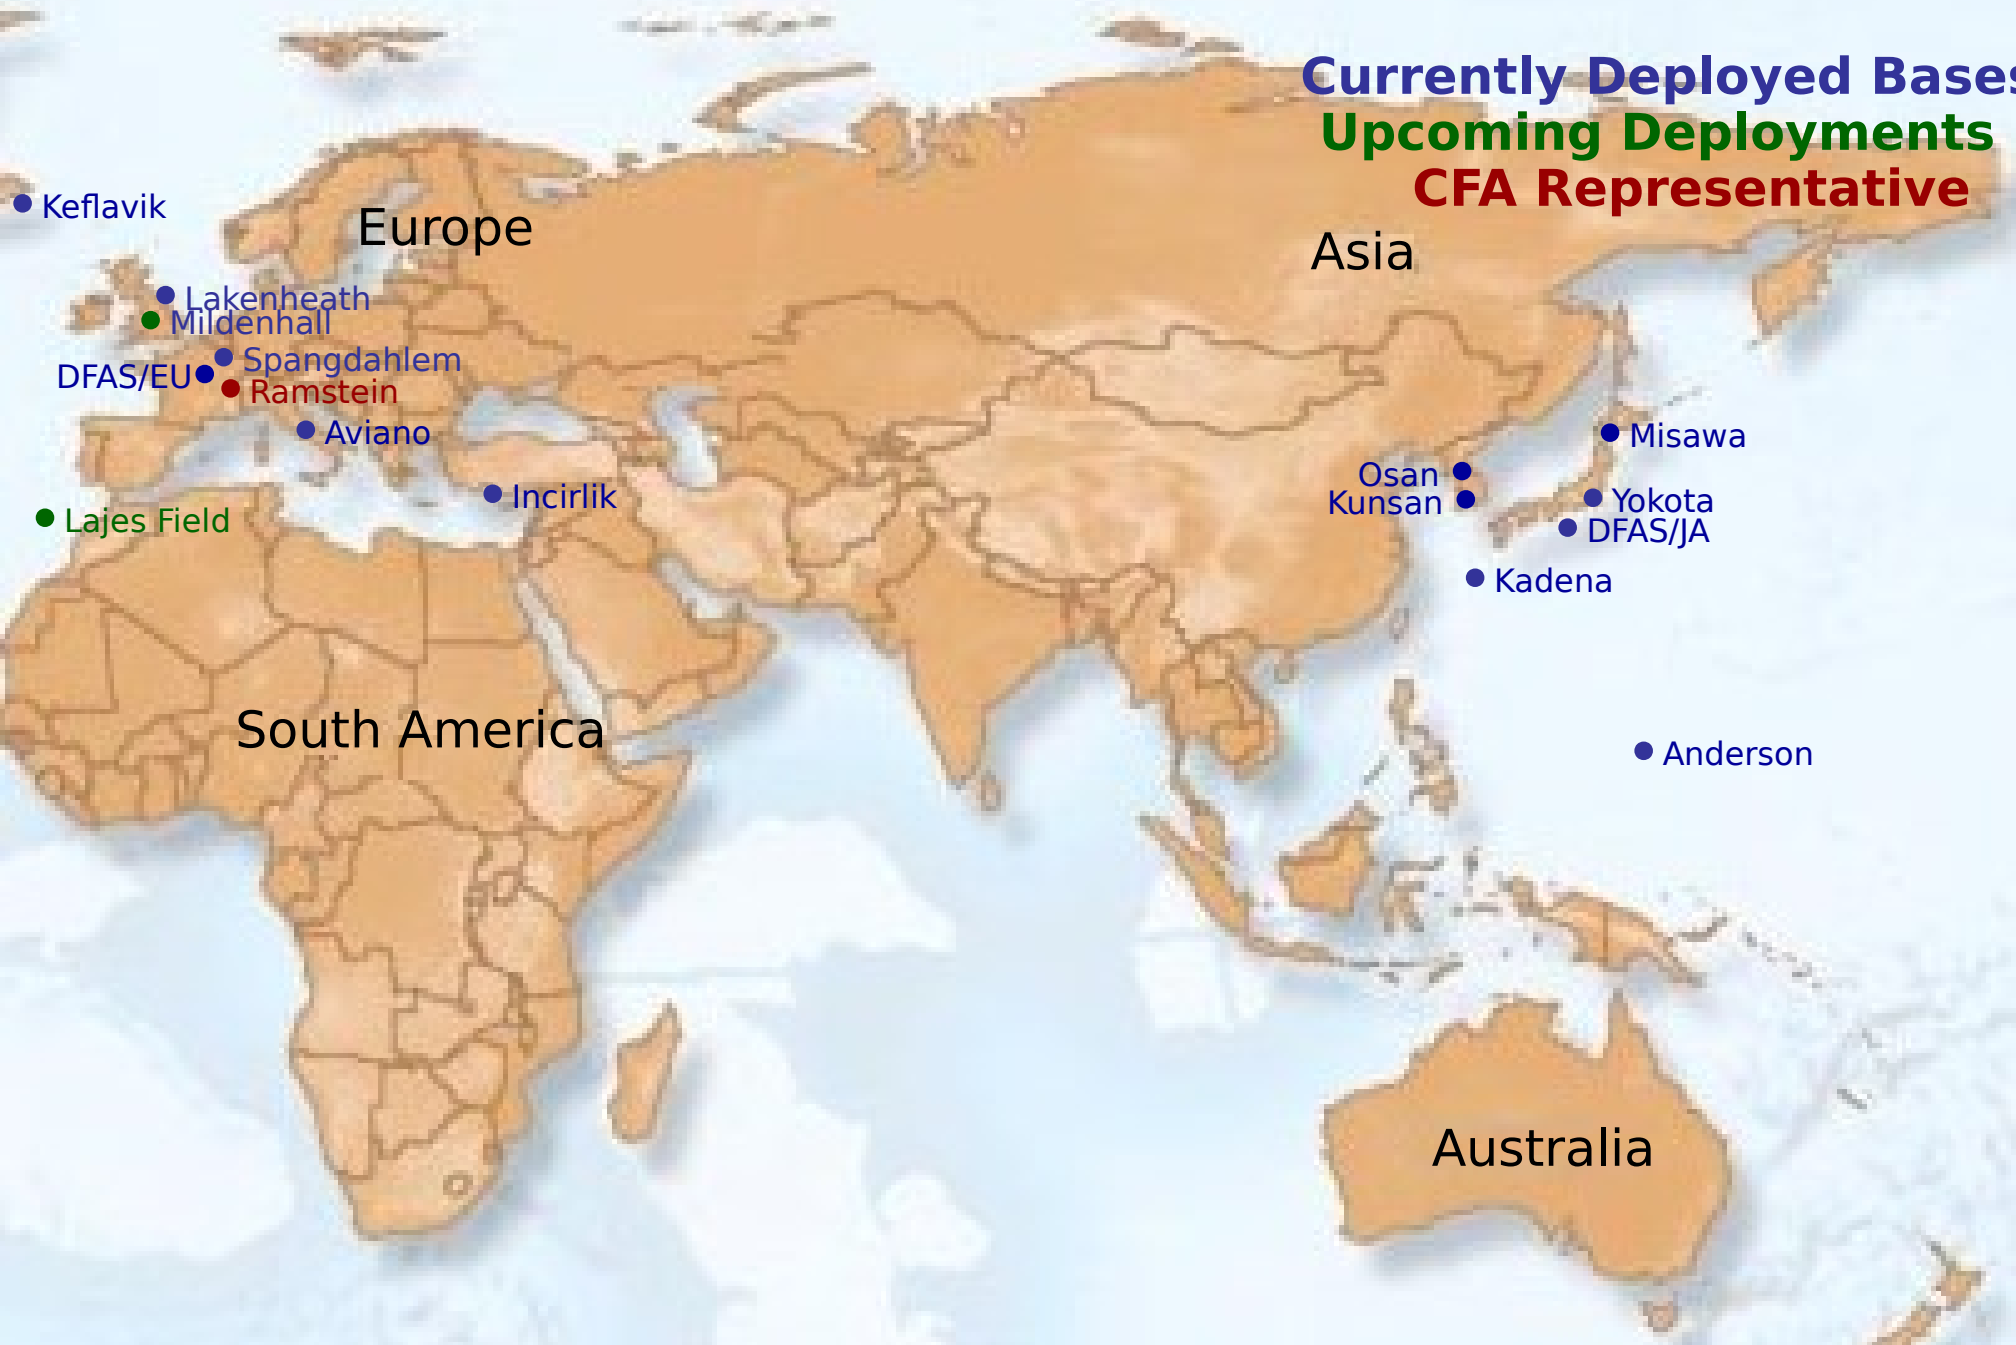 Currently Deployed Bases
Upcoming Deployments
CFA Representative
Keflavik
Europe
Asia
Lakenheath
Mildenhall
Spangdahlem
DFAS/EU
Ramstein
Aviano
Misawa
Osan
Incirlik
Kunsan
Yokota
Lajes Field
DFAS/JA
Kadena
South America
Anderson
Australia